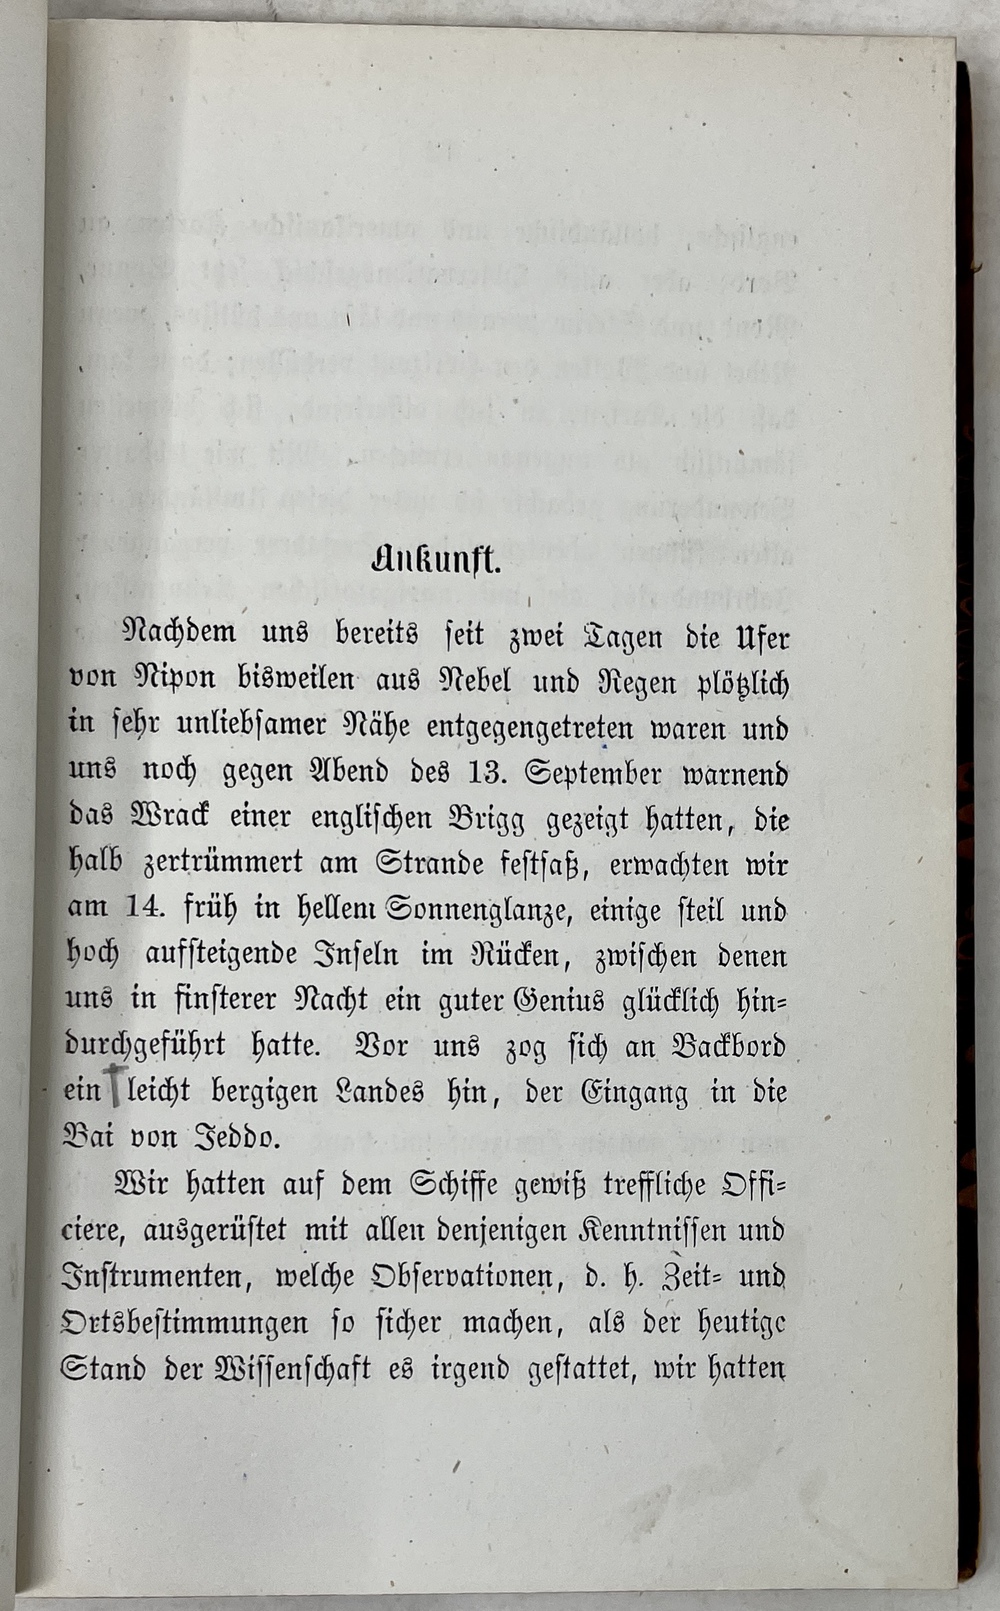 Ankunft.
Nachdem uns bereits ſeit zwei Tagen die Ufer
von Nipon bisweilen aus Nebel und Regen plötzlich
in ſehr unliebſamer Nähe entgegengetreten waren und
uns noch gegen Abend des 13. September warnend
das Wrack einer engliſchen Brigg gezeigt hatten, die
halb zertrümmert am Strande feſtſaß, erwachten wir
am 14. früh in hellem Sonnenglanze, einige ſteil und
hoch aufſteigende Inſeln im Rücken, zwiſchen denen
uns in finſterer Nacht ein guter Genius glücklich hin⸗
durchgeführt hatte. Vor uns zog ſich an Backbord
ein leicht bergigen Landes hin, der Eingang in die
Bai von Jeddo.
Wir hatten auf dem Schiffe gewiß treffliche Offi⸗
ciere, ausgerüſtet mit allen denjenigen Kenntniſſen und
Inſtrumenten, welche Obſervationen, d. h. Zeit⸗ und
Ortsbeſtimmungen ſo ſicher machen, als der heutige
Stand der Wiſſenſchaft es irgend geſtattet, wir hatten